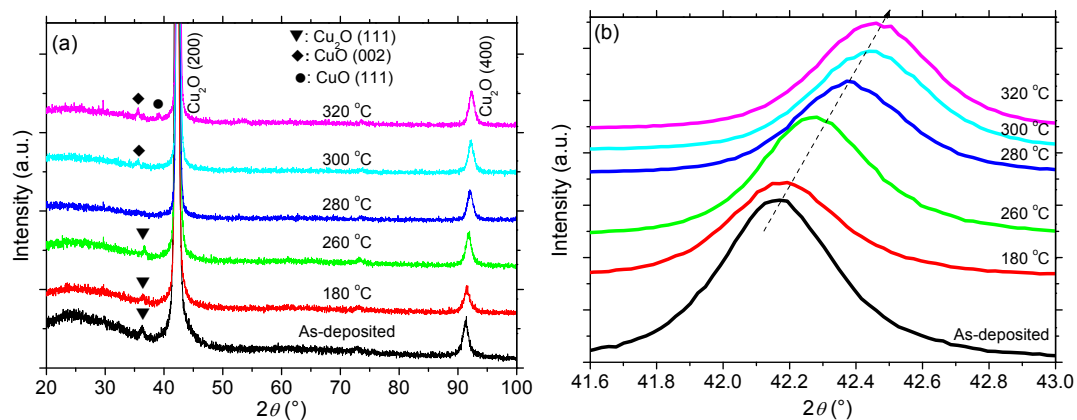 (a)
▼: Cu₂O (111)
◆: CuO (002)
●: CuO (111)
Cu₂O (200)
Cu₂O (400)
320 °C
300 °C
280 °C
260 °C
180 °C
As-deposited
Intensity (a.u.)
20 30 40 50 60 70 80 90 100
2θ (°)
(b)
320 °C
300 °C
280 °C
260 °C
180 °C
As-deposited
Intensity (a.u.)
41.6 41.8 42.0 42.2 42.4 42.6 42.8 43.0
2θ (°)